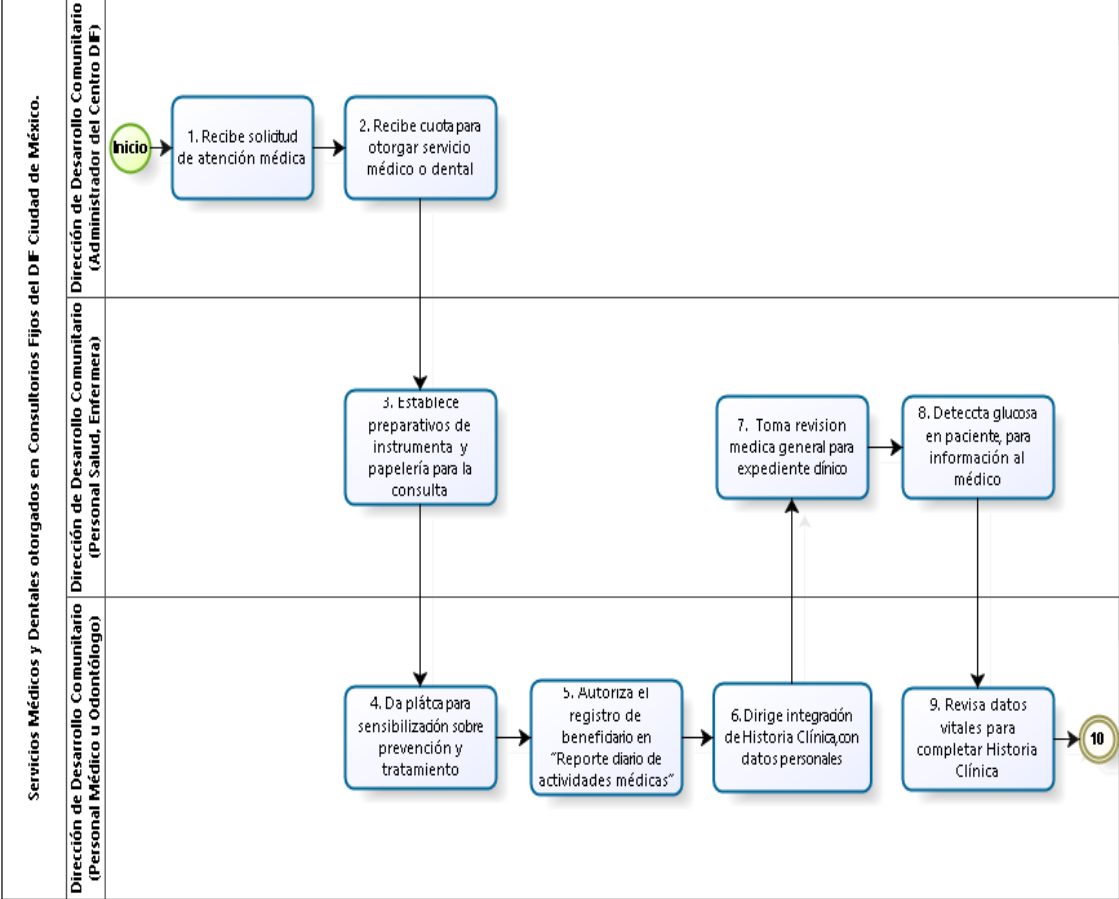 Servicios Médicos y Dentales otorgados en Consultorios Fijos del DIF Ciudad de México.
Dirección de Desarrollo Comunitario
(Administrador del Centro DIF)
Inicio
1. Recibe solicitud
de atención médica
2. Recibe cuota para
otorgar servicio
médico o dental
Dirección de Desarrollo Comunitario
(Personal Salud, Enfermera)
3. Establece
preparativos de
instrumenta y
papelería para la
consulta
7. Toma revision
medica general para
expediente clínico
8. Deteccta glucosa
en paciente, para
información al
médico
Dirección de Desarrollo Comunitario
(Personal Médico u Odontólogo)
4. Da plátca para
sensibilización sobre
prevención y
tratamiento
5. Autoriza el
registro de
beneficiario en
“Reporte diario de
actividades médicas”
6. Dirige integración
de Historia Clínica,con
datos personales
9. Revisa datos
vitales para
completar Historia
Clínica
10